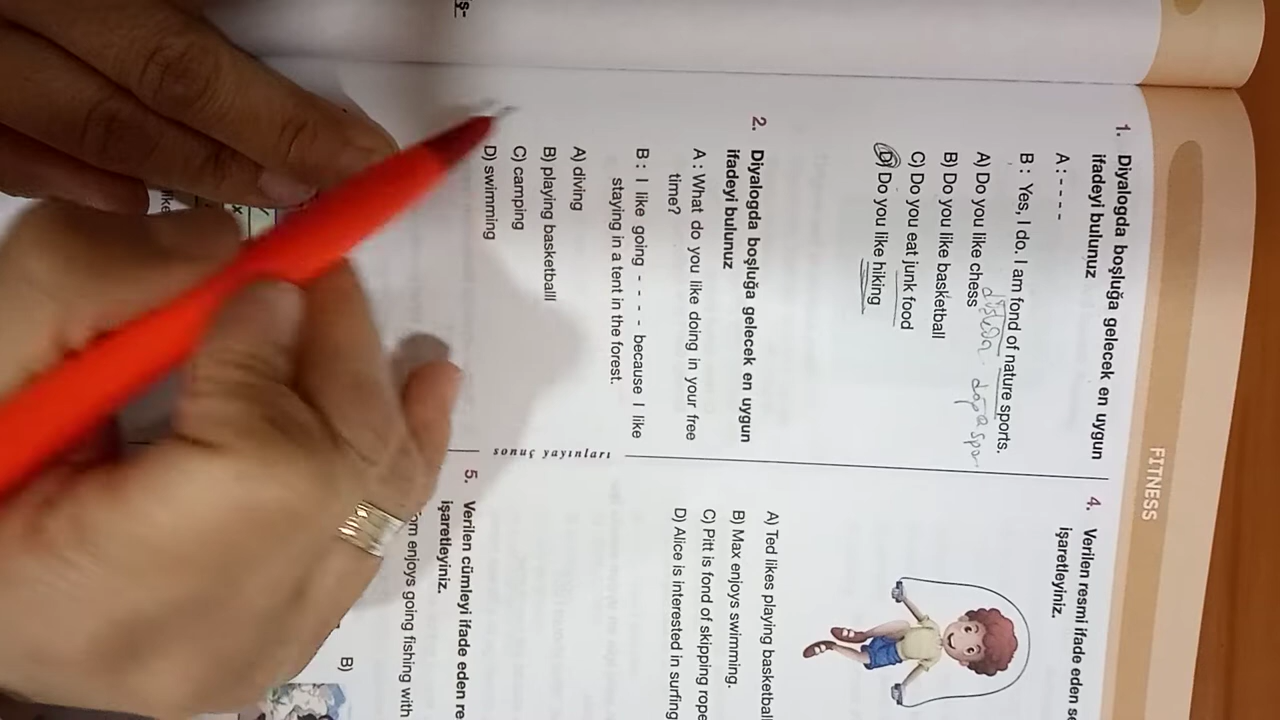 FITNESS
1. Diyalogda boşluğa gelecek en uygun
ifadeyi bulunuz
A : - - - -
B : Yes, I do. I am fond of nature sports.
A) Do you like chess
B) Do you like basketball
C) Do you eat junk food
D) Do you like hiking
2. Diyalogda boşluğa gelecek en uygun
ifadeyi bulunuz
A : What do you like doing in your free
time?
B : I like going - - - - because I like
staying in a tent in the forest.
A) diving
B) playing basketball
C) camping
D) swimming
sonuç yayınları
4. Verilen resmi ifade eden
işaretleyiniz.
A) Ted likes playing basketball
B) Max enjoys swimming.
C) Pitt is fond of skipping rope
D) Alice is interested in surfing
5. Verilen cümleyi ifade eden re
işaretleyiniz.
om enjoys going fishing with
B)